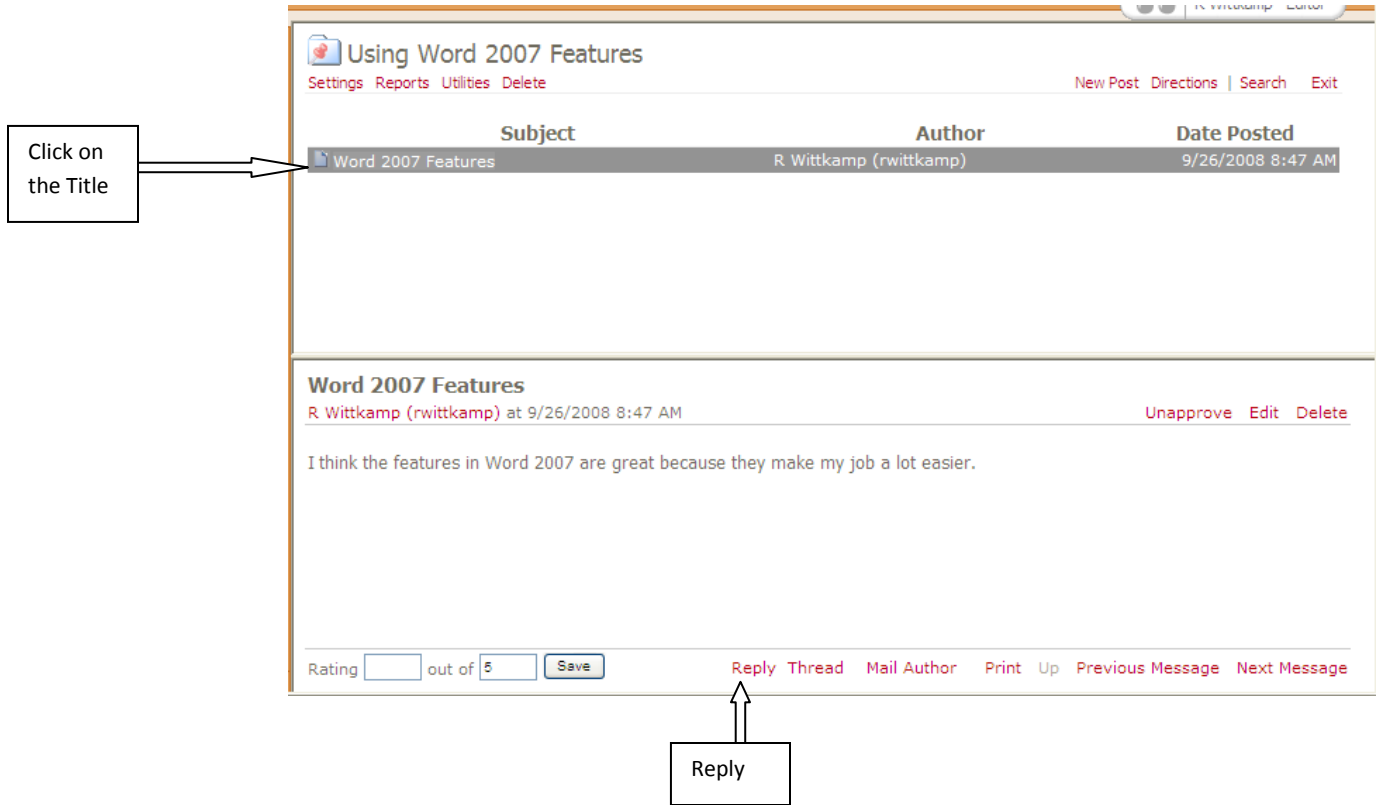 R Wittkamp - Editor
Using Word 2007 Features
Settings Reports Utilities Delete New Post Directions | Search Exit
Subject Author Date Posted
Click on
the Title
Word 2007 Features R Wittkamp (rwittkamp) 9/26/2008 8:47 AM
Word 2007 Features
R Wittkamp (rwittkamp) at 9/26/2008 8:47 AM Unapprove Edit Delete
I think the features in Word 2007 are great because they make my job a lot easier.
Rating out of 5 Save Reply Thread Mail Author Print Up Previous Message Next Message
Reply